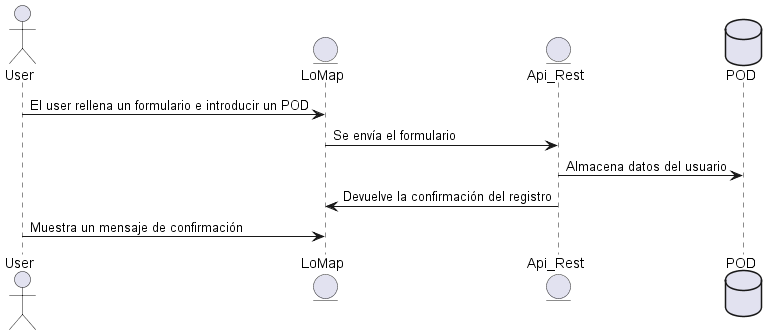 User
LoMap
Api_Rest
POD
El user rellena un formulario e introducir un POD
Se envía el formulario
Almacena datos del usuario
Devuelve la confirmación del registro
Muestra un mensaje de confirmación
User
LoMap
Api_Rest
POD